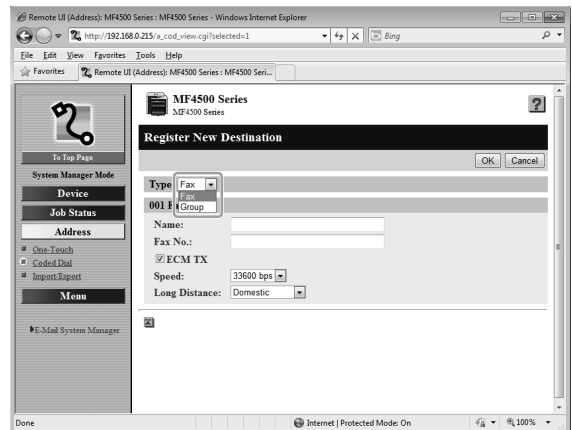 Remote UI (Address): MF4500 Series : MF4500 Series - Windows Internet Explorer
http://192.168.0.215/a_cod_view.cgi?selected=1
Bing
File Edit View Favorites Tools Help
Favorites
Remote UI (Address): MF4500 Series : MF4500 Seri...
MF4500 Series
MF4500 Series
Register New Destination
OK Cancel
To Top Page
System Manager Mode
Device
Job Status
Address
One-Touch
Coded Dial
Import/Export
Menu
E-Mail System Manager
Type Fax
Fax
Group
001 F
Name:
Fax No.:
ECM TX
Speed: 33600 bps
Long Distance: Domestic
Done
Internet | Protected Mode: On
100%